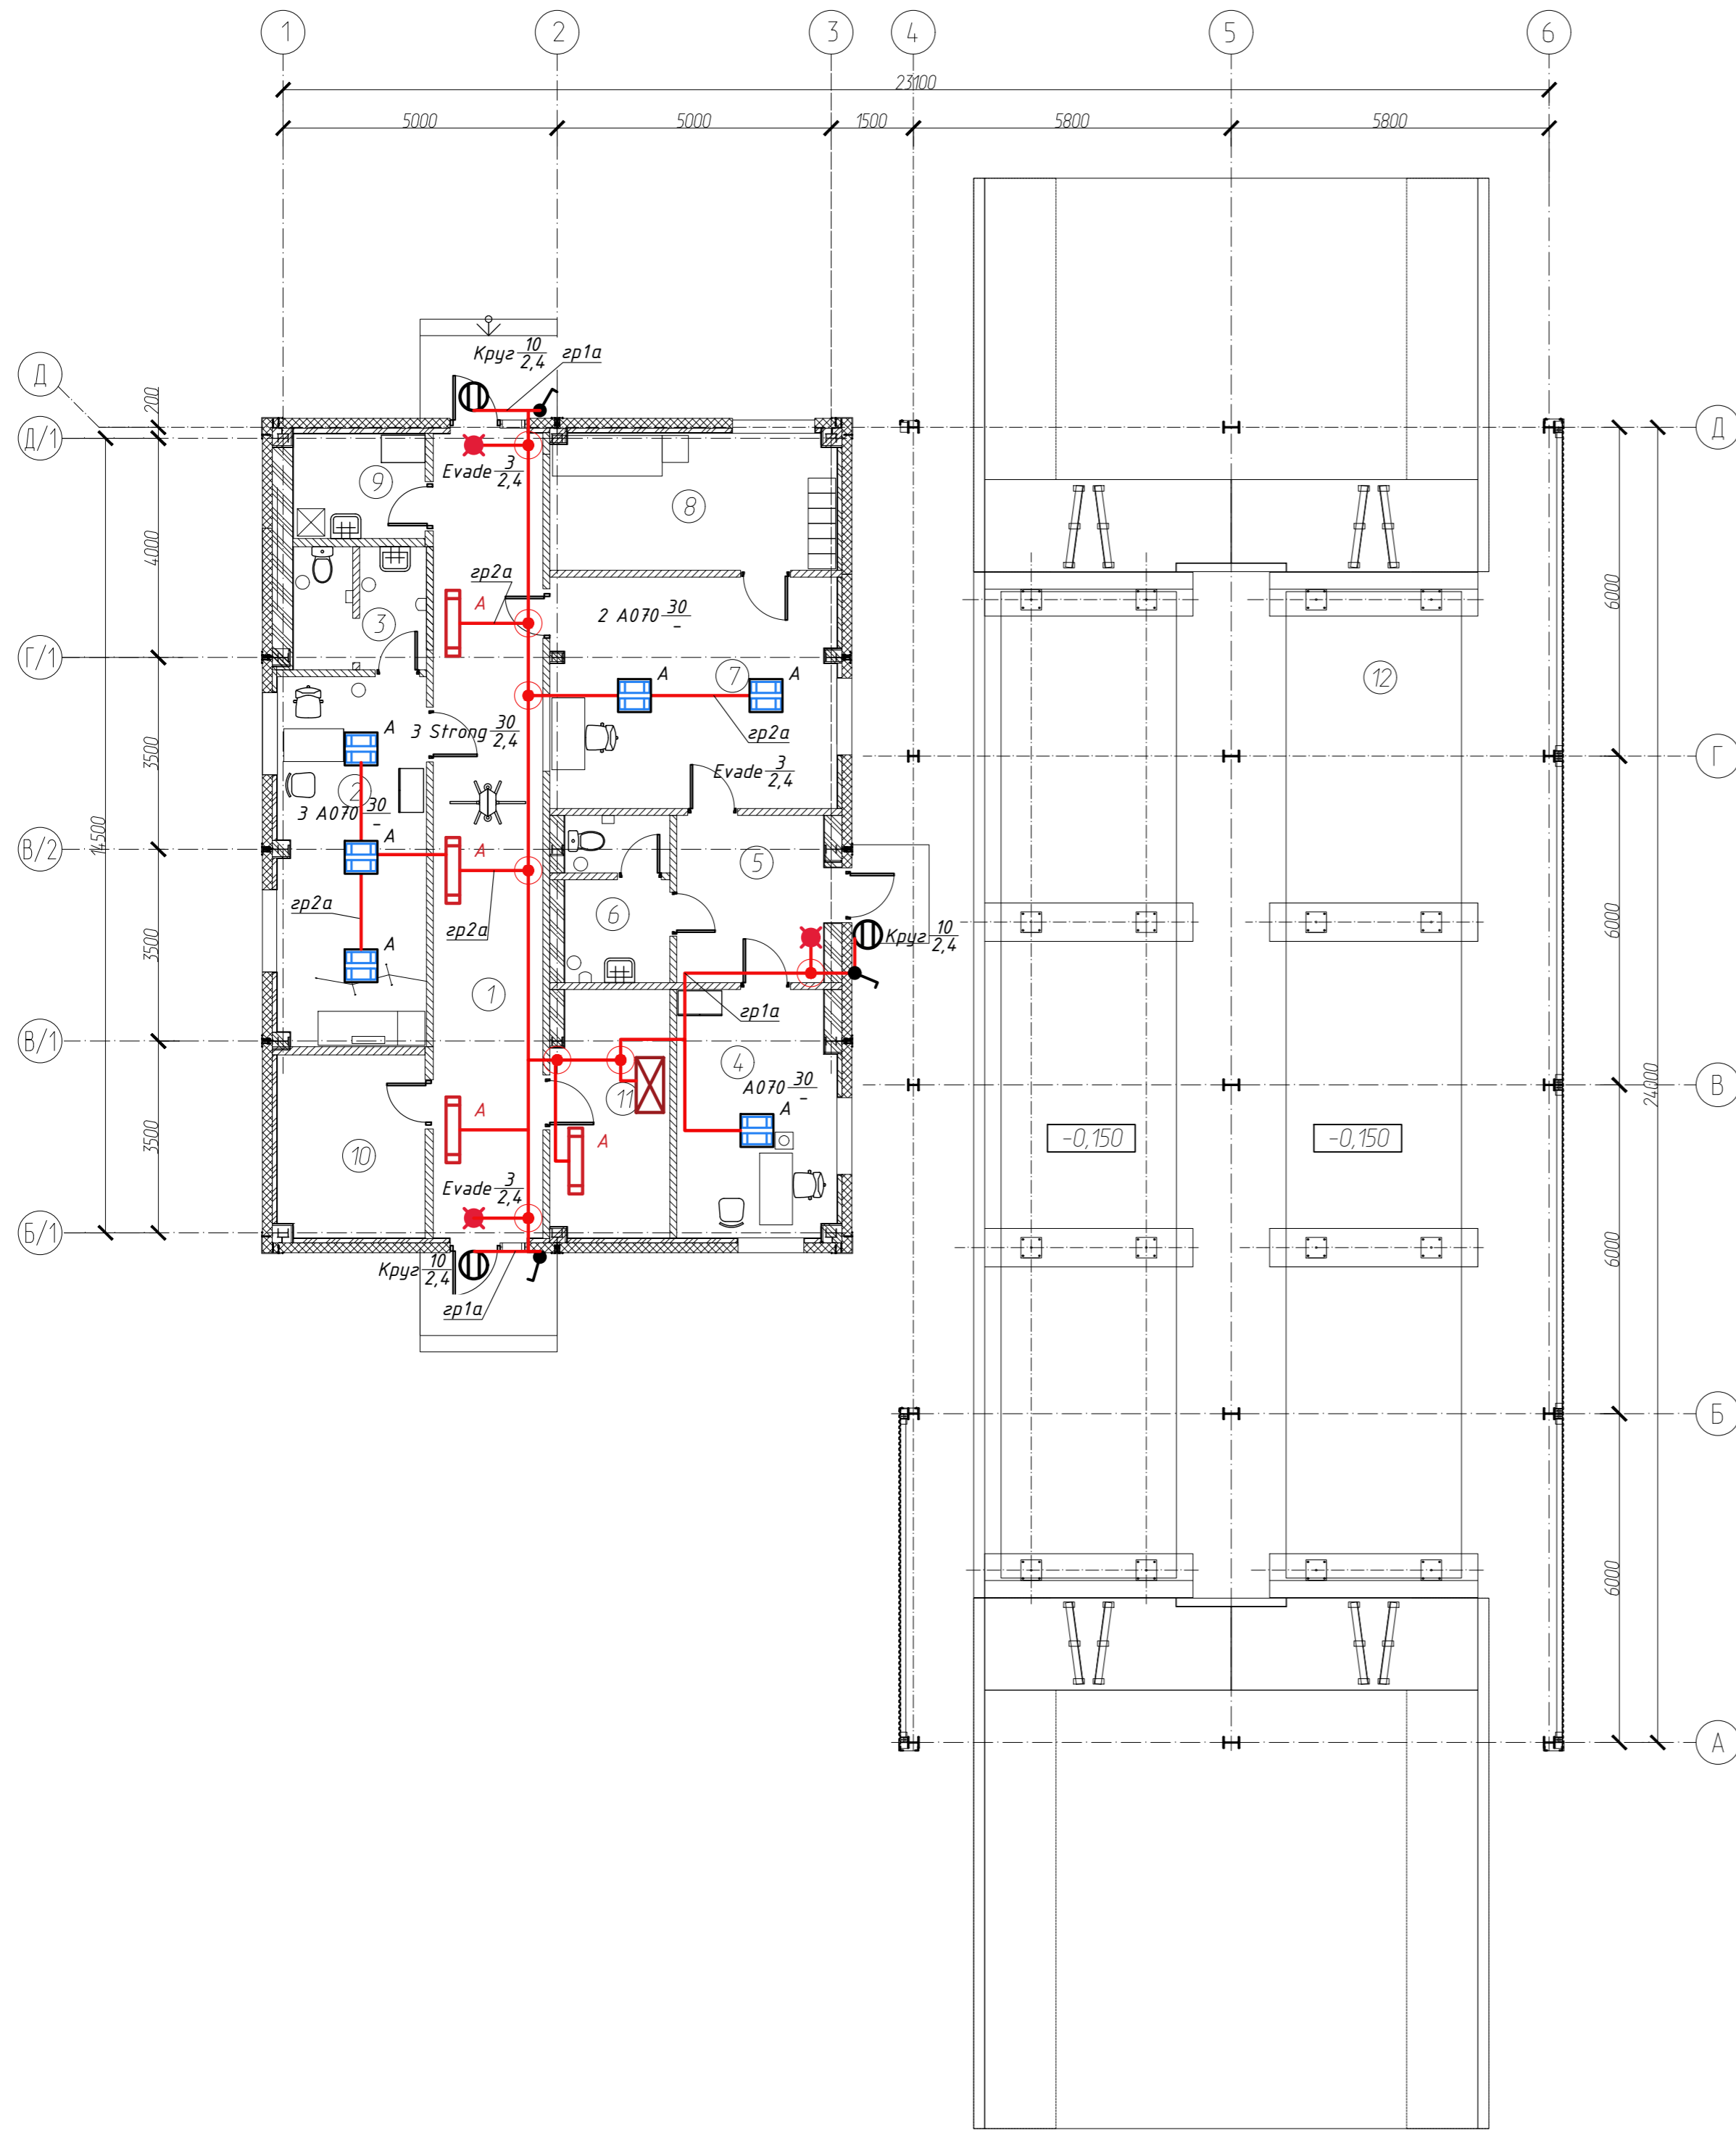 1
2
3
4
5
6
23100
5000
5000
1500
5800
5800
Круг 10
2,4
гр1а
Д
200
Д/1
Д
9
Evade 3
2,4
8
4000
гр2а
А
6000
2 А070 30
-
3
Г/1
7
12
А
А
А
3 Strong 30
2,4
гр2а
3500
Г
Evade 3
2,4
2
3 А070 30
-
14500
А
А
В/2
5
гр2а
6
6000
гр2а
Круг 10
2,4
3500
А
1
гр1а
В/1
4
А070 30
-
11
В
24000
А
А
А
-0,150
-0,150
3500
10
Evade 3
2,4
Б/1
6000
Круг 10
2,4
гр1а
Б
6000
А